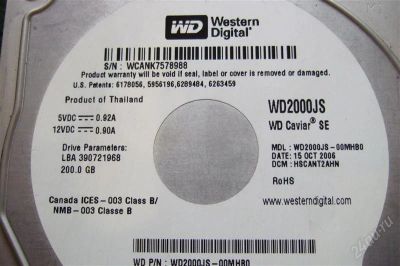 WD Western Digital®
S/N: WCANK7578988
Product warranty will be void if seal, label or cover is removed or damaged.
U.S. Patents: 6178056, 5956196,6289484, 6263459
Product of Thailand
5VDC ⎓ 0.92A
12VDC ⎓ 0.90A
Drive Parameters:
LBA 390721968
200.0 GB
Canada ICES -003 Class B/
NMB -003 Classe B
WD2000JS
WD Caviar® SE
MDL: WD2000JS-00MHB0
DATE: 15 OCT 2006
DCM: HSCANT2AHN
RoHS
www.westerndigital.com
WD P/N: WD2000JS-00MHB0
24au.ru